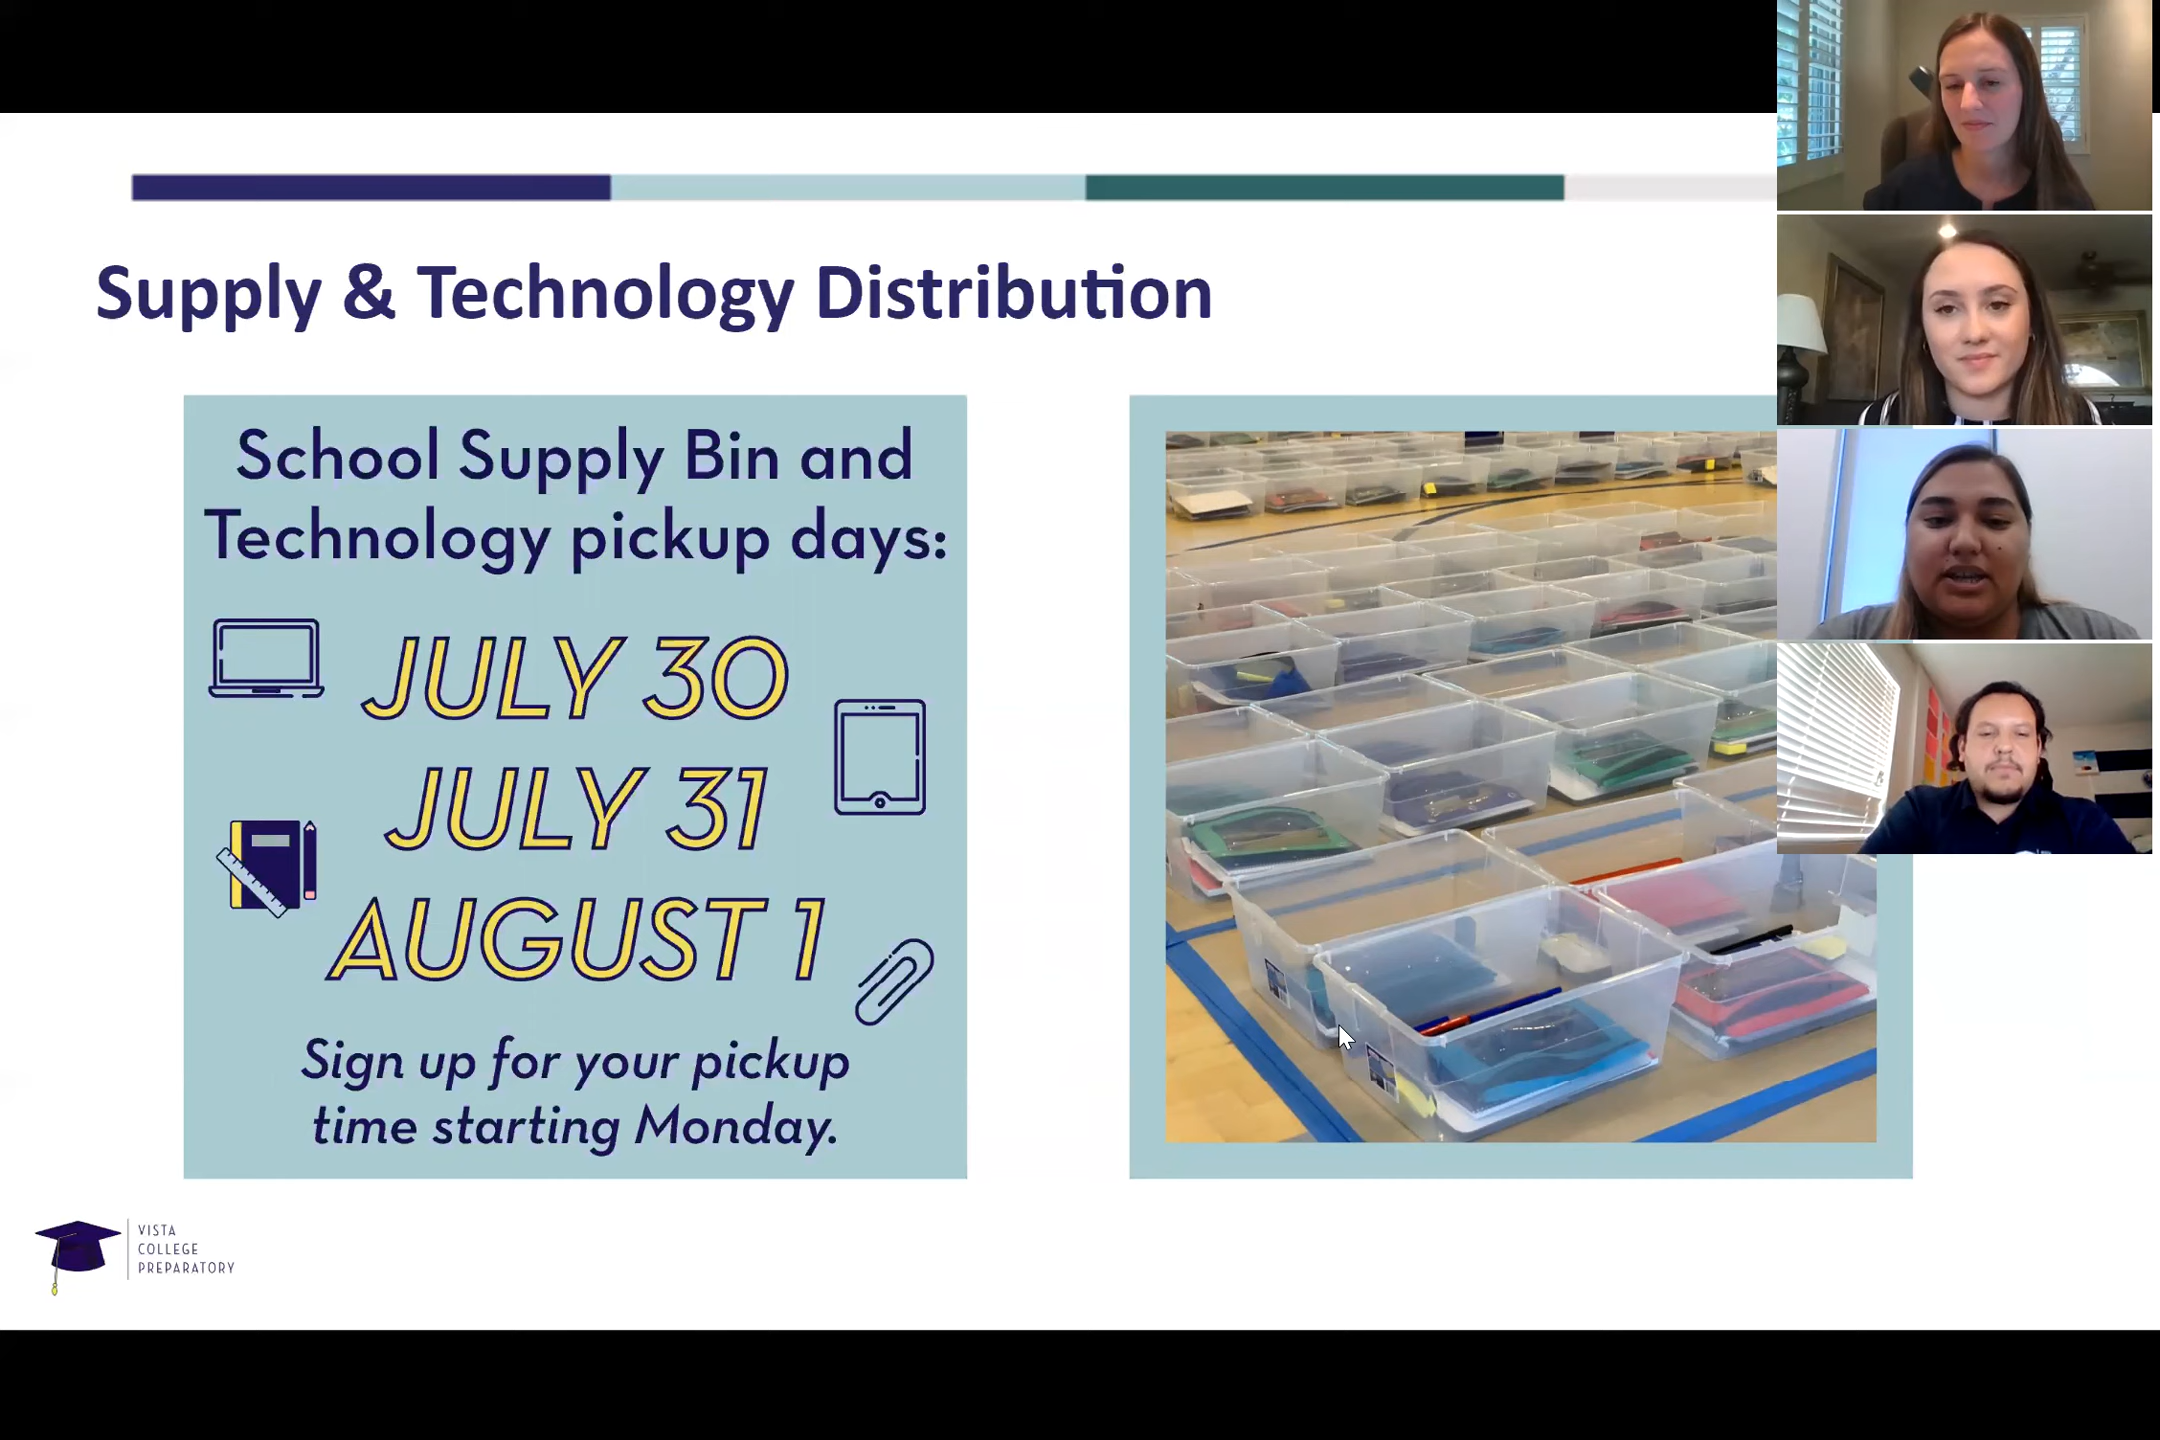 Supply & Technology Distribution
School Supply Bin and
Technology pickup days:
JULY 30
JULY 31
AUGUST 1
Sign up for your pickup
time starting Monday.
VISTA
COLLEGE
PREPARATORY